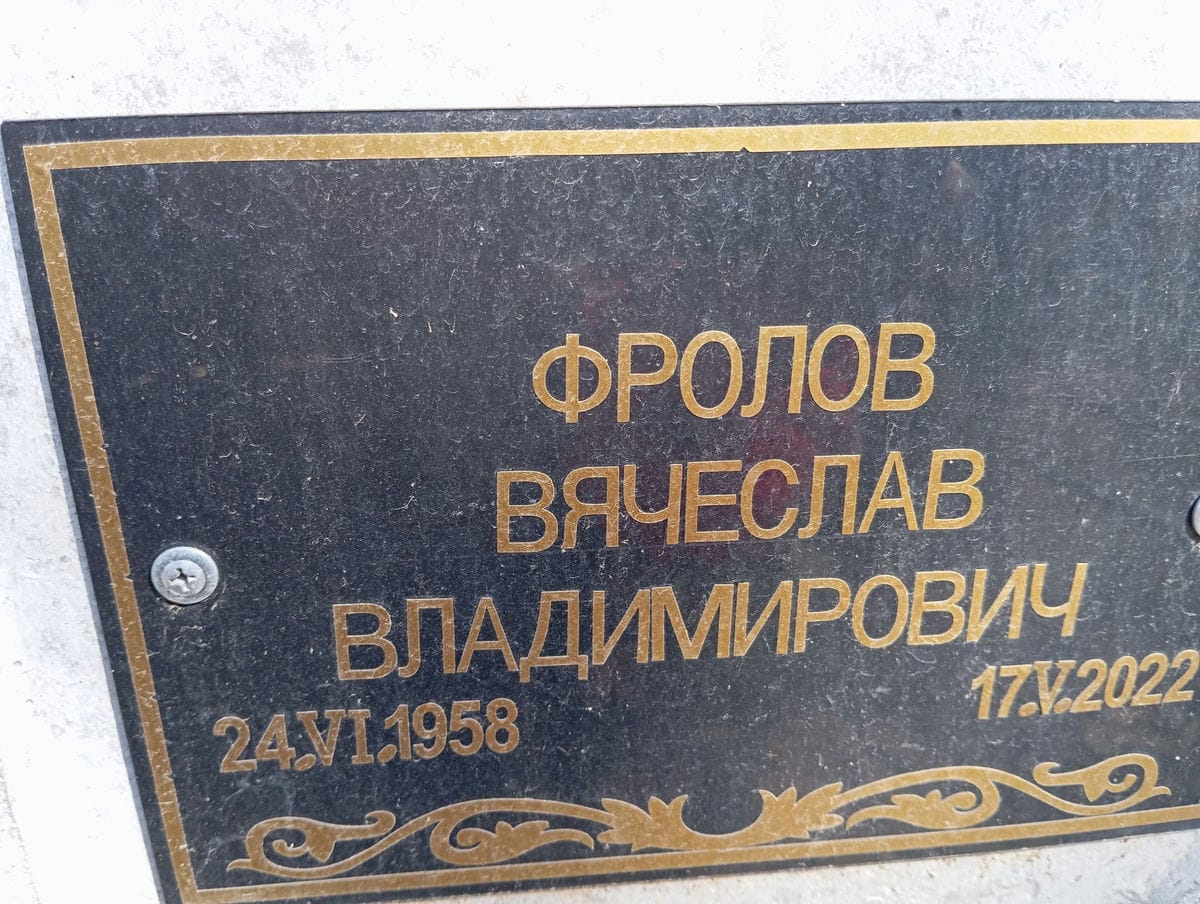 ФРОЛОВ
ВЯЧЕСЛАВ
ВЛАДИМИРОВИЧ
24.VI.1958 17.V.2022